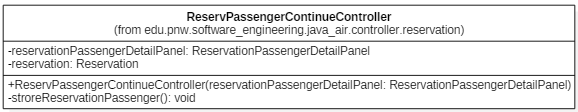 ReservPassengerContinueController
(from edu.pnw.software_engineering.java_air.controller.reservation)
-reservationPassengerDetailPanel: ReservationPassengerDetailPanel
-reservation: Reservation
+ReservPassengerContinueController(reservationPassengerDetailPanel: ReservationPassengerDetailPanel)
-stroreReservationPassenger(): void